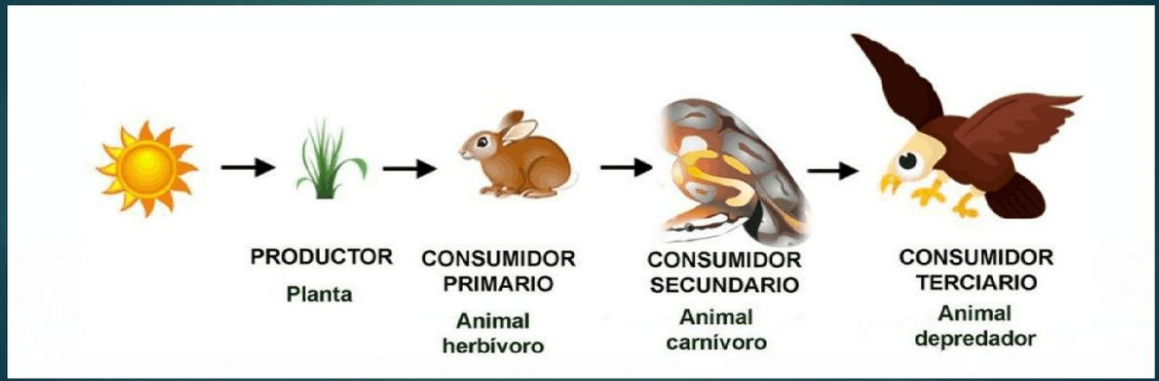 PRODUCTOR
Planta
CONSUMIDOR
PRIMARIO
Animal
herbívoro
CONSUMIDOR
SECUNDARIO
Animal
carnívoro
CONSUMIDOR
TERCIARIO
Animal
depredador